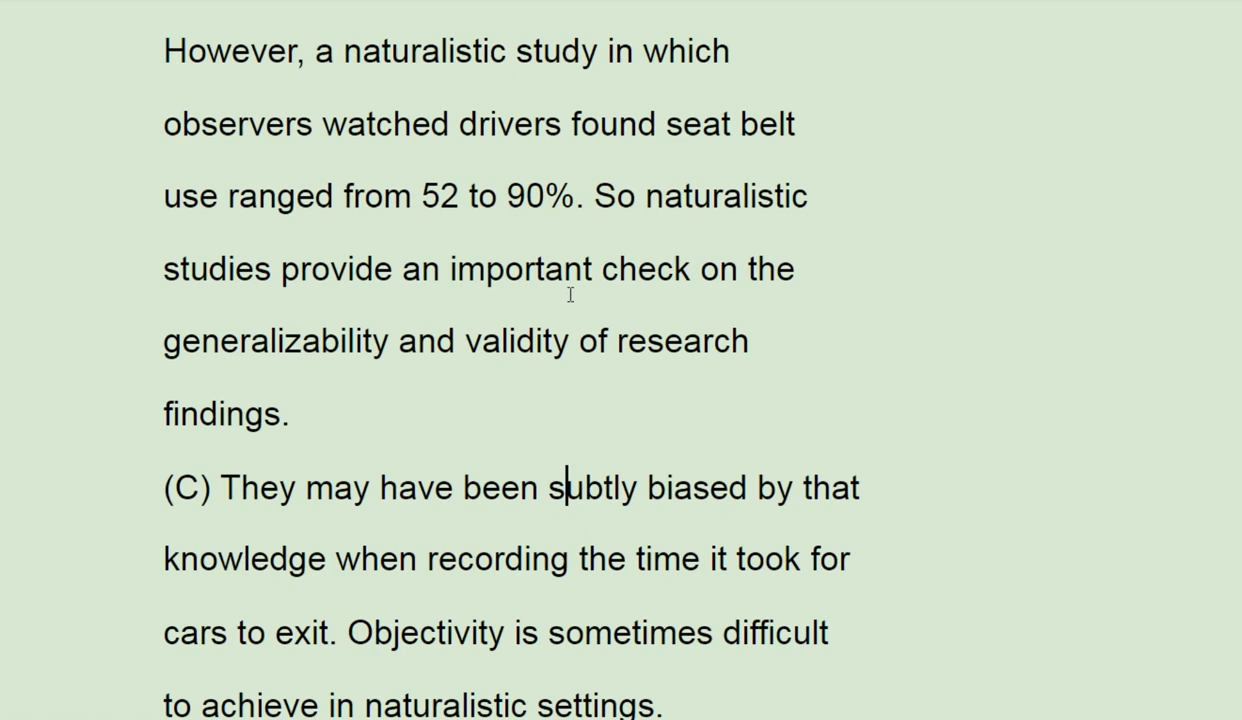 However, a naturalistic study in which
observers watched drivers found seat belt
use ranged from 52 to 90%. So naturalistic
studies provide an important check on the
generalizability and validity of research
findings.
(C) They may have been subtly biased by that
knowledge when recording the time it took for
cars to exit. Objectivity is sometimes difficult
to achieve in naturalistic settings.